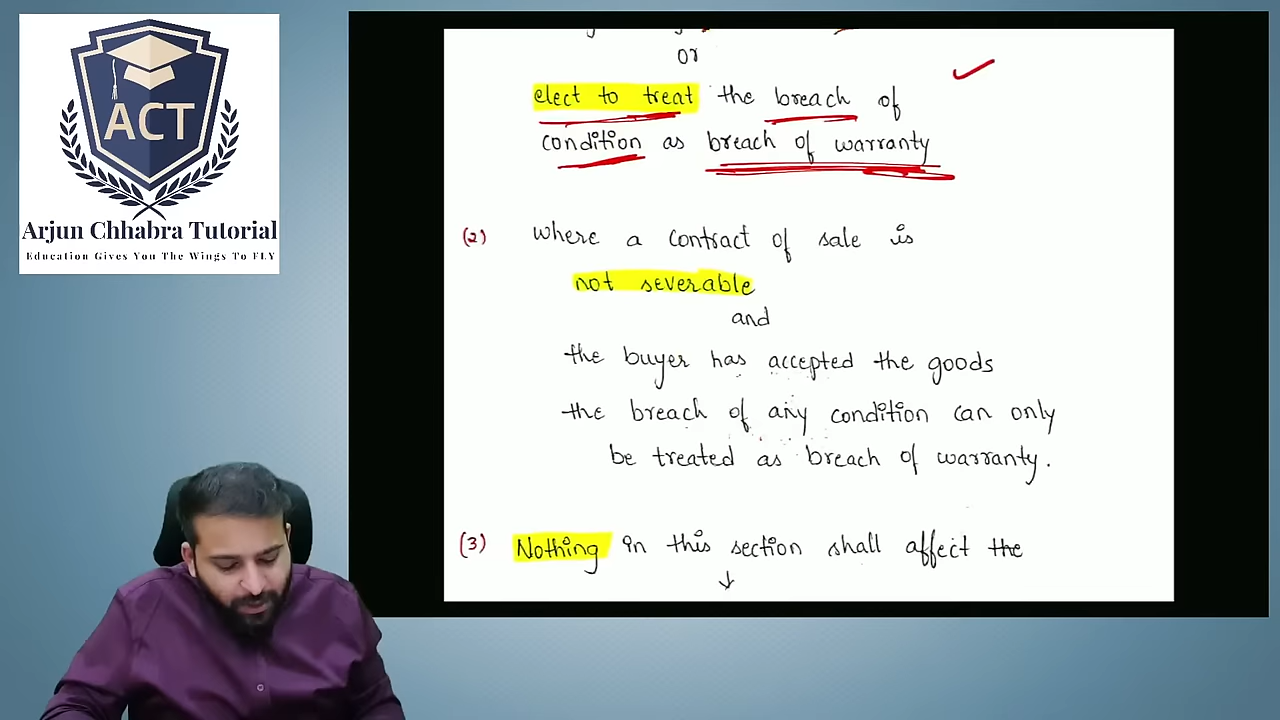 ACT
Arjun Chhabra Tutorial
Education Gives You The Wings To FLY
or
elect to treat the breach of
condition as breach of warranty
(2) where a contract of sale is
not severable
and
the buyer has accepted the goods
the breach of any condition can only
be treated as breach of warranty.
(3) Nothing in this section shall affect the